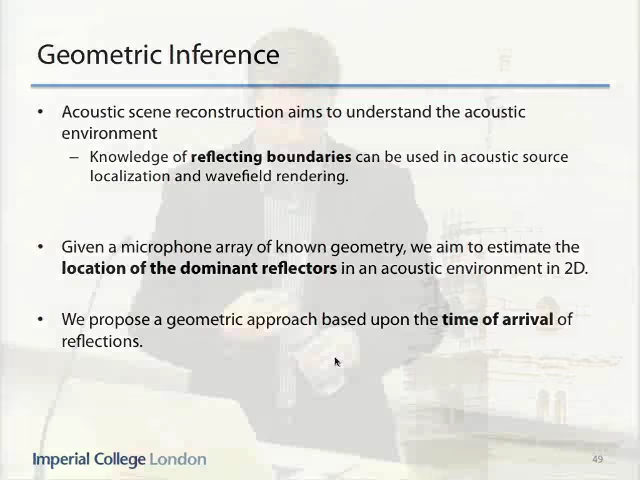 Geometric Inference
• Acoustic scene reconstruction aims to understand the acoustic
environment
– Knowledge of reflecting boundaries can be used in acoustic source
localization and wavefield rendering.
• Given a microphone array of known geometry, we aim to estimate the
location of the dominant reflectors in an acoustic environment in 2D.
• We propose a geometric approach based upon the time of arrival of
reflections.
Imperial College London
49